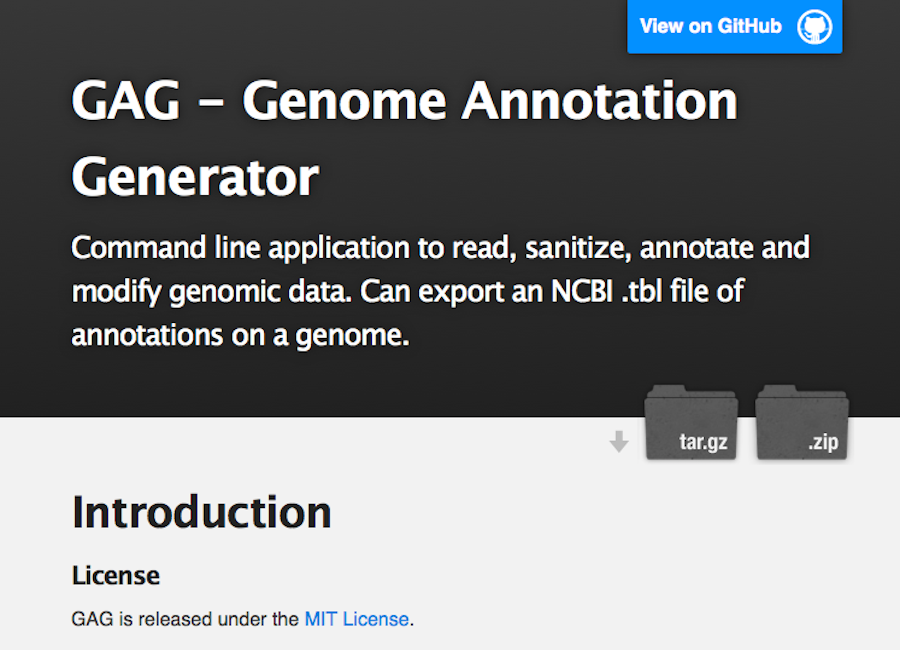 View on GitHub
GAG – Genome Annotation
Generator
Command line application to read, sanitize, annotate and
modify genomic data. Can export an NCBI .tbl file of
annotations on a genome.
tar.gz
.zip
Introduction
License
GAG is released under the MIT License.